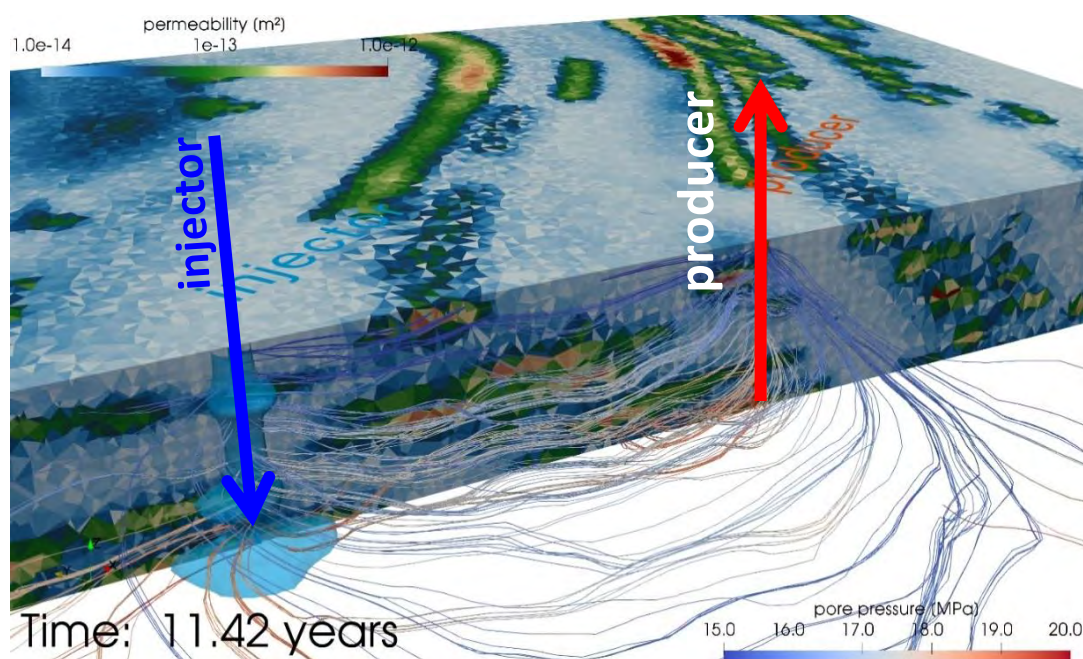 permeability (m²)
1.0e-14 1e-13 1.0e-12
injector
injector
producer
producer
Time: 11.42 years
pore pressure (MPa)
15.0 16.0 17.0 18.0 19.0 20.0